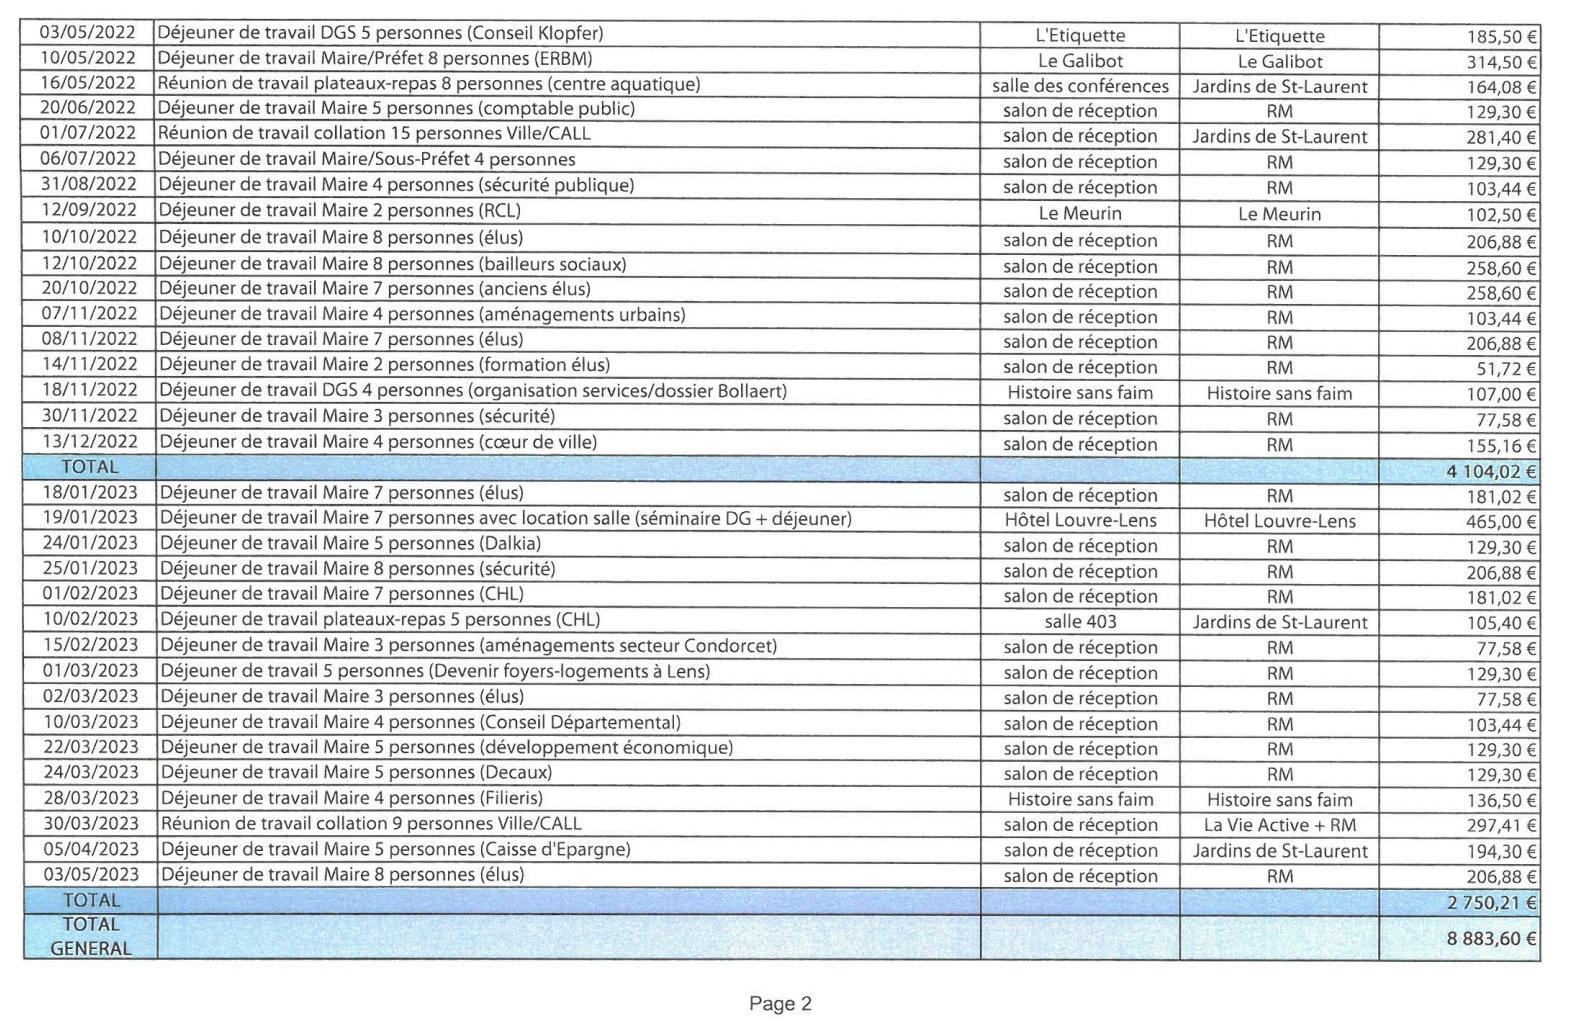 03/05/2022 Déjeuner de travail DGS 5 personnes (Conseil Klopfer) L'Etiquette L'Etiquette 185,50 €
10/05/2022 Déjeuner de travail Maire/Préfet 8 personnes (ERBM) Le Galibot Le Galibot 314,50 €
16/05/2022 Réunion de travail plateaux-repas 8 personnes (centre aquatique) salle des conférences Jardins de St-Laurent 164,08 €
20/06/2022 Déjeuner de travail Maire 5 personnes (comptable public) salon de réception RM 129,30 €
01/07/2022 Réunion de travail collation 15 personnes Ville/CALL salon de réception Jardins de St-Laurent 281,40 €
06/07/2022 Déjeuner de travail Maire/Sous-Préfet 4 personnes salon de réception RM 129,30 €
31/08/2022 Déjeuner de travail Maire 4 personnes (sécurité publique) salon de réception RM 103,44 €
12/09/2022 Déjeuner de travail Maire 2 personnes (RCL) Le Meurin Le Meurin 102,50 €
10/10/2022 Déjeuner de travail Maire 8 personnes (élus) salon de réception RM 206,88 €
12/10/2022 Déjeuner de travail Maire 8 personnes (bailleurs sociaux) salon de réception RM 258,60 €
20/10/2022 Déjeuner de travail Maire 7 personnes (anciens élus) salon de réception RM 258,60 €
07/11/2022 Déjeuner de travail Maire 4 personnes (aménagements urbains) salon de réception RM 103,44 €
08/11/2022 Déjeuner de travail Maire 7 personnes (élus) salon de réception RM 206,88 €
14/11/2022 Déjeuner de travail Maire 2 personnes (formation élus) salon de réception RM 51,72 €
18/11/2022 Déjeuner de travail DGS 4 personnes (organisation services/dossier Bollaert) Histoire sans faim Histoire sans faim 107,00 €
30/11/2022 Déjeuner de travail Maire 3 personnes (sécurité) salon de réception RM 77,58 €
13/12/2022 Déjeuner de travail Maire 4 personnes (cœur de ville) salon de réception RM 155,16 €
TOTAL 4 104,02 €
18/01/2023 Déjeuner de travail Maire 7 personnes (élus) salon de réception RM 181,02 €
19/01/2023 Déjeuner de travail Maire 7 personnes avec location salle (séminaire DG + déjeuner) Hôtel Louvre-Lens Hôtel Louvre-Lens 465,00 €
24/01/2023 Déjeuner de travail Maire 5 personnes (Dalkia) salon de réception RM 129,30 €
25/01/2023 Déjeuner de travail Maire 8 personnes (sécurité) salon de réception RM 206,88 €
01/02/2023 Déjeuner de travail Maire 7 personnes (CHL) salon de réception RM 181,02 €
10/02/2023 Déjeuner de travail plateaux-repas 5 personnes (CHL) salle 403 Jardins de St-Laurent 105,40 €
15/02/2023 Déjeuner de travail Maire 3 personnes (aménagements secteur Condorcet) salon de réception RM 77,58 €
01/03/2023 Déjeuner de travail 5 personnes (Devenir foyers-logements à Lens) salon de réception RM 129,30 €
02/03/2023 Déjeuner de travail Maire 3 personnes (élus) salon de réception RM 77,58 €
10/03/2023 Déjeuner de travail Maire 4 personnes (Conseil Départemental) salon de réception RM 103,44 €
22/03/2023 Déjeuner de travail Maire 5 personnes (développement économique) salon de réception RM 129,30 €
24/03/2023 Déjeuner de travail Maire 5 personnes (Decaux) salon de réception RM 129,30 €
28/03/2023 Déjeuner de travail Maire 4 personnes (Filieris) Histoire sans faim Histoire sans faim 136,50 €
30/03/2023 Réunion de travail collation 9 personnes Ville/CALL salon de réception La Vie Active + RM 297,41 €
05/04/2023 Déjeuner de travail Maire 5 personnes (Caisse d'Epargne) salon de réception Jardins de St-Laurent 194,30 €
03/05/2023 Déjeuner de travail Maire 8 personnes (élus) salon de réception RM 206,88 €
TOTAL 2 750,21 €
TOTAL
GENERAL 8 883,60 €
Page 2